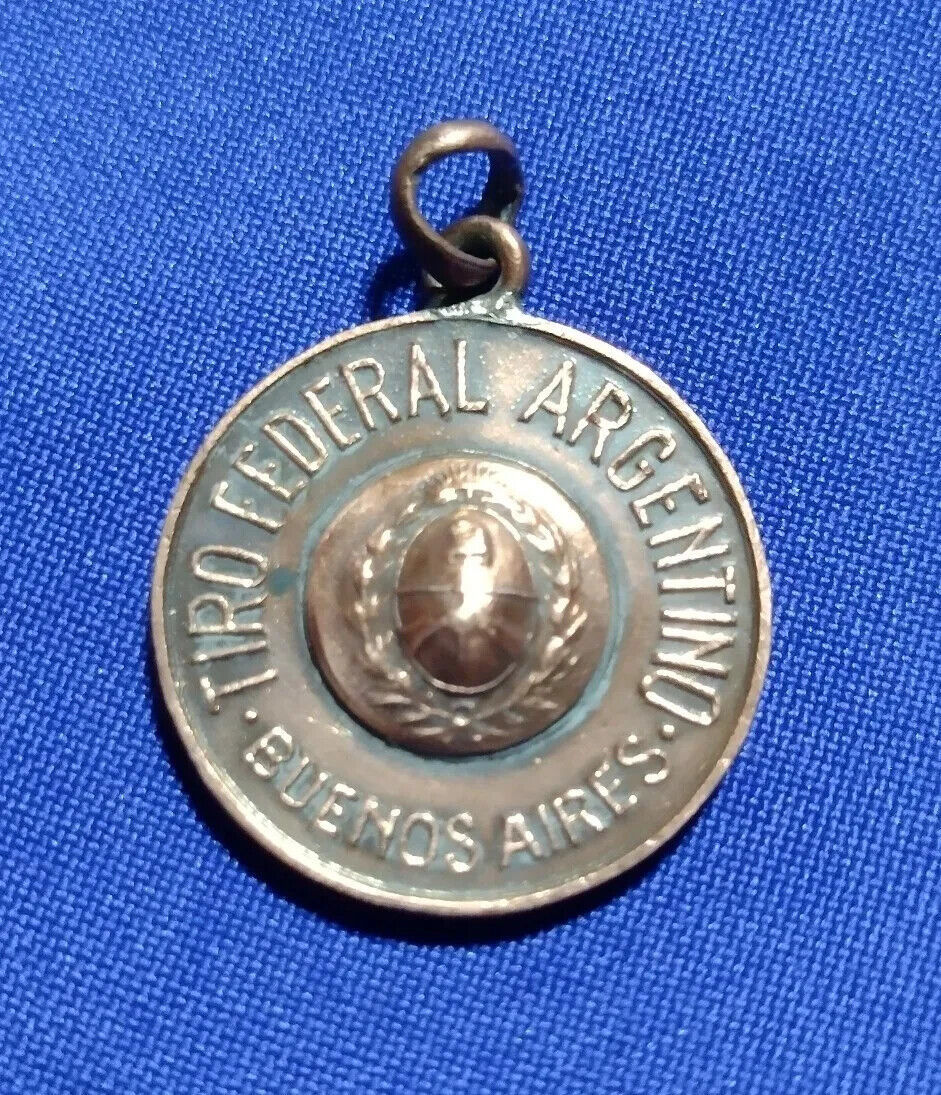 TIRO FEDERAL ARGENTINO
· BUENOS AIRES ·